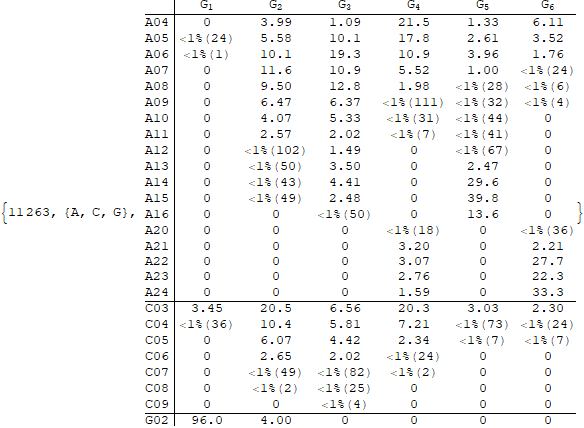 G1 G2 G3 G4 G5 G6
A04 0 3.99 1.09 21.5 1.33 6.11
A05 <1%(24) 5.58 10.1 17.8 2.61 3.52
A06 <1%(1) 10.1 19.3 10.9 3.96 1.76
A07 0 11.6 10.9 5.52 1.00 <1%(24)
A08 0 9.50 12.8 1.98 <1%(28) <1%(6)
A09 0 6.47 6.37 <1%(111) <1%(32) <1%(4)
A10 0 4.07 5.33 <1%(31) <1%(44) 0
A11 0 2.57 2.02 <1%(7) <1%(41) 0
A12 0 <1%(102) 1.49 0 <1%(67) 0
A13 0 <1%(50) 3.50 0 2.47 0
A14 0 <1%(43) 4.41 0 29.6 0
A15 0 <1%(49) 2.48 0 39.8 0
{11263, {A, C, G}, A16 0 0 <1%(50) 0 13.6 0 }
A20 0 0 0 <1%(18) 0 <1%(36)
A21 0 0 0 3.20 0 2.21
A22 0 0 0 3.07 0 27.7
A23 0 0 0 2.76 0 22.3
A24 0 0 0 1.59 0 33.3
C03 3.45 20.5 6.56 20.3 3.03 2.30
C04 <1%(36) 10.4 5.81 7.21 <1%(73) <1%(24)
C05 0 6.07 4.42 2.34 <1%(7) <1%(7)
C06 0 2.65 2.02 <1%(24) 0 0
C07 0 <1%(49) <1%(82) <1%(2) 0 0
C08 0 <1%(2) <1%(25) 0 0 0
C09 0 0 <1%(4) 0 0 0
G02 96.0 4.00 0 0 0 0